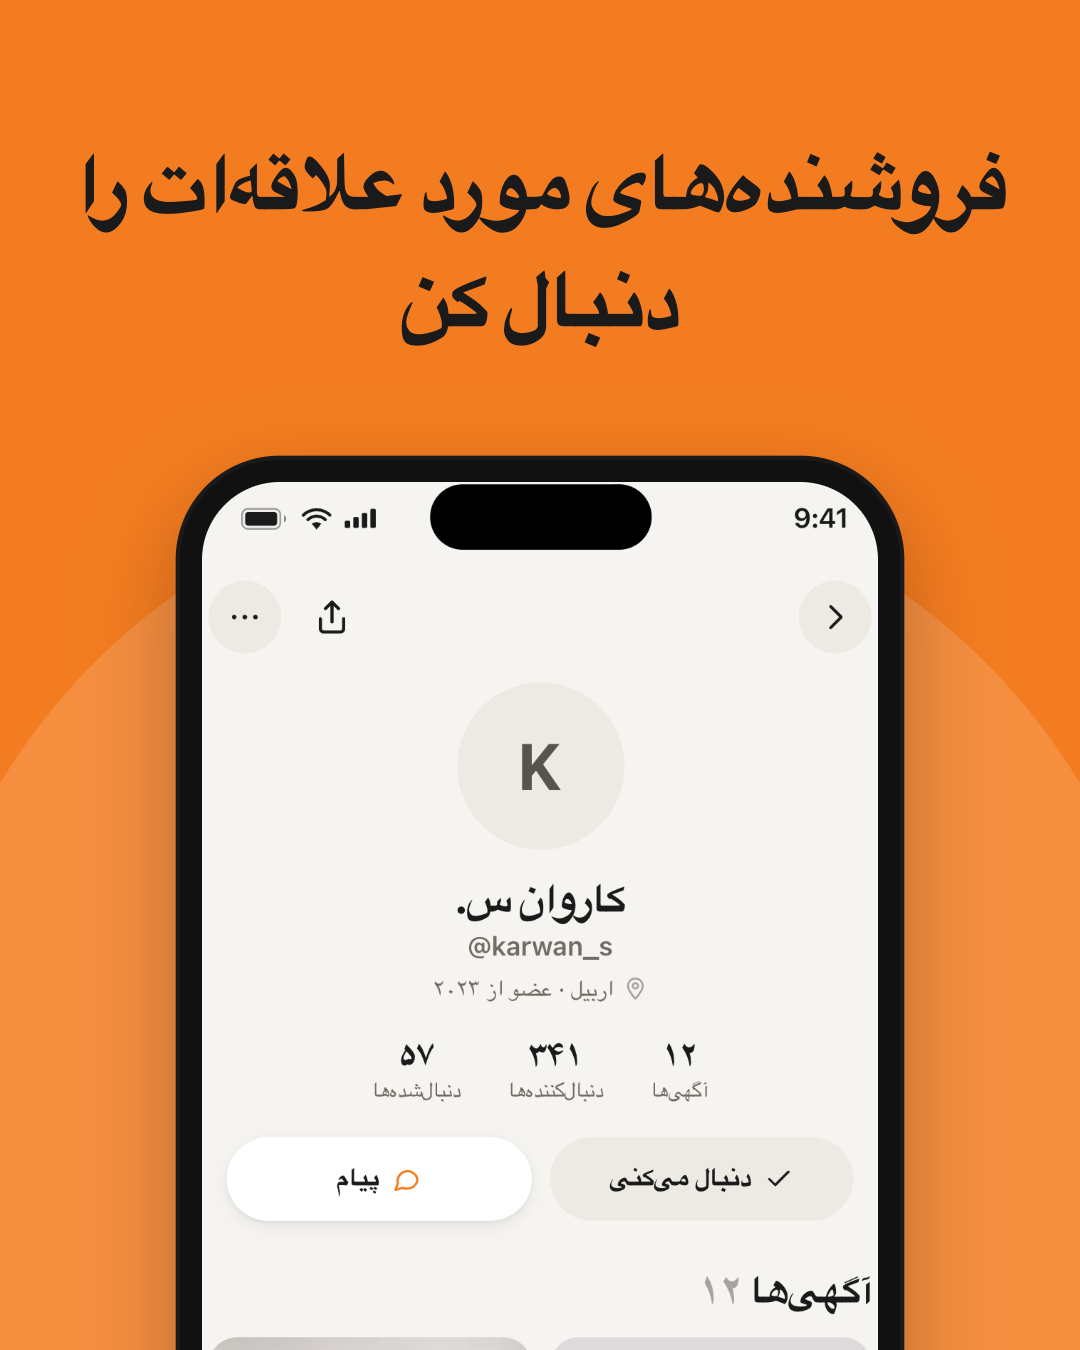 فروشنده‌های مورد علاقه‌ات را
دنبال کن
9:41
K
کاروان س.
@karwan_s
اربیل · عضو از ۲۰۲۳
۱۲ ۳۴۱ ۵۷
آگهی‌ها دنبال‌کننده‌ها دنبال‌شده‌ها
دنبال می‌کنی پیام
آگهی‌ها ۱۲